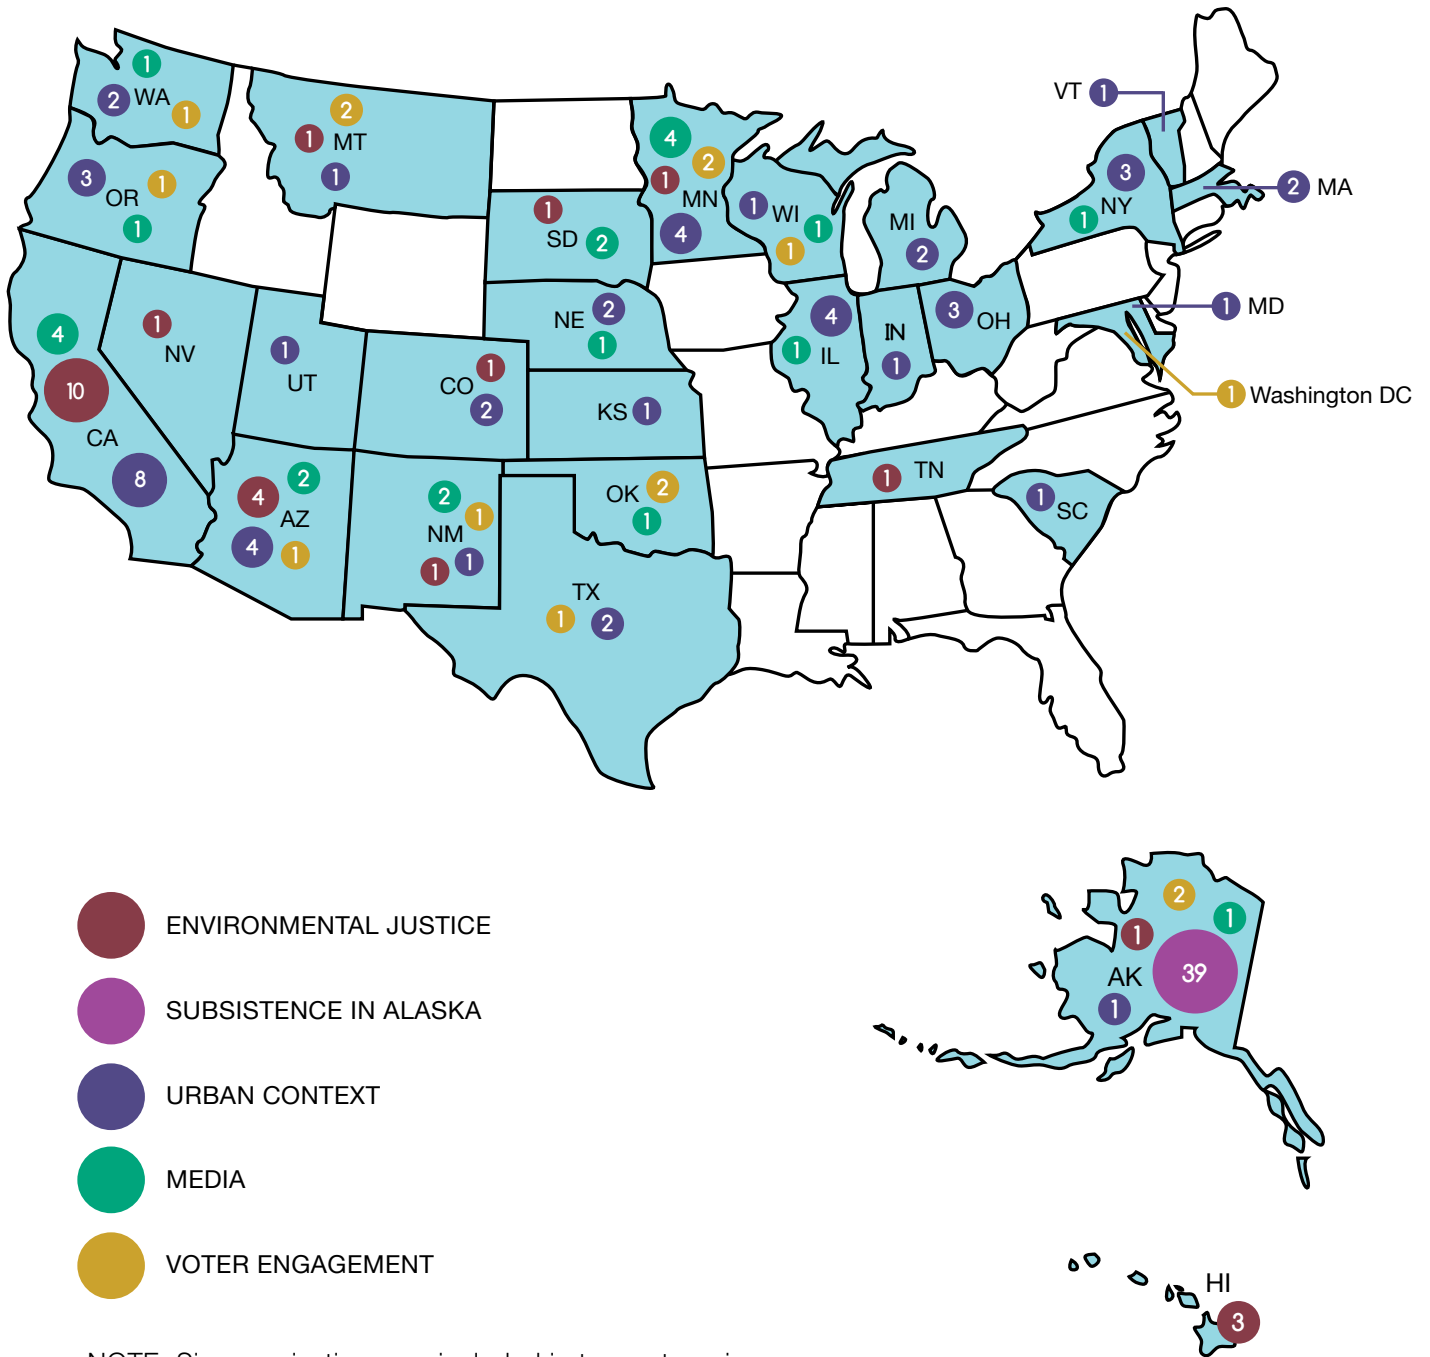 1
2 WA
1
2
1 MT
1
3
OR 1
1
4
2
1
MN
4
1 WI
1
1
MI
2
VT 1
3
1 NY
2 MA
1
SD 2
1 MD
NE 2
1
4
1 IL
IN
1
3 OH
1 Washington DC
1
NV
1
UT
1
CO
2
KS 1
4
10
CA
8
2
4
AZ
4
1
2
1
NM
1
1
OK 2
1
TX
1 2
1 TN
1
SC
ENVIRONMENTAL JUSTICE
SUBSISTENCE IN ALASKA
URBAN CONTEXT
MEDIA
VOTER ENGAGEMENT
2
1
1
39
AK
1
HI
3